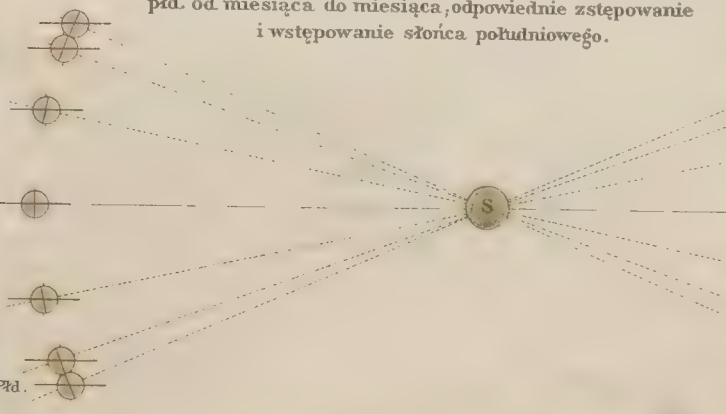 płd. od miesiąca do miesiąca, odpowiednie zstępowanie
i wstępowanie słońca południowego.
S
Płd.